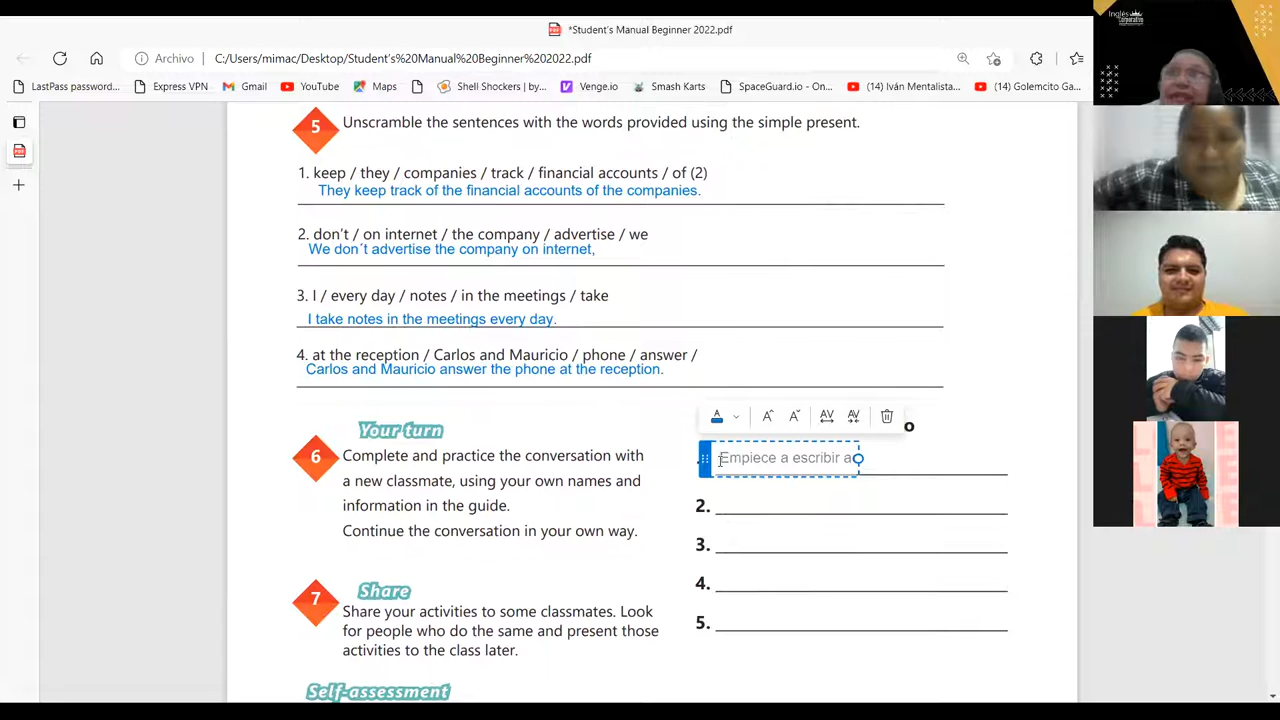 *Student's Manual Beginner 2022.pdf
Archivo
C:/Users/mimac/Desktop/Student's%20Manual%20Beginner%202022.pdf
LastPass password...
Express VPN
Gmail
YouTube
Maps
Shell Shockers | by...
Venge.io
Smash Karts
SpaceGuard.io - On...
(14) Iván Mentalista...
(14) Golemcito Ga...
Inglés
Corporativo
5
Unscramble the sentences with the words provided using the simple present.
1. keep / they / companies / track / financial accounts / of (2)
They keep track of the financial accounts of the companies.
2. don't / on internet / the company / advertise / we
We don´t advertise the company on internet,
3. I / every day / notes / in the meetings / take
I take notes in the meetings every day.
4. at the reception / Carlos and Mauricio / phone / answer /
Carlos and Mauricio answer the phone at the reception.
Your turn
6
Complete and practice the conversation with
a new classmate, using your own names and
information in the guide.
Continue the conversation in your own way.
7
Share
Share your activities to some classmates. Look
for people who do the same and present those
activities to the class later.
o
Empiece a escribir a
2.
3.
4.
5.
Self-assessment